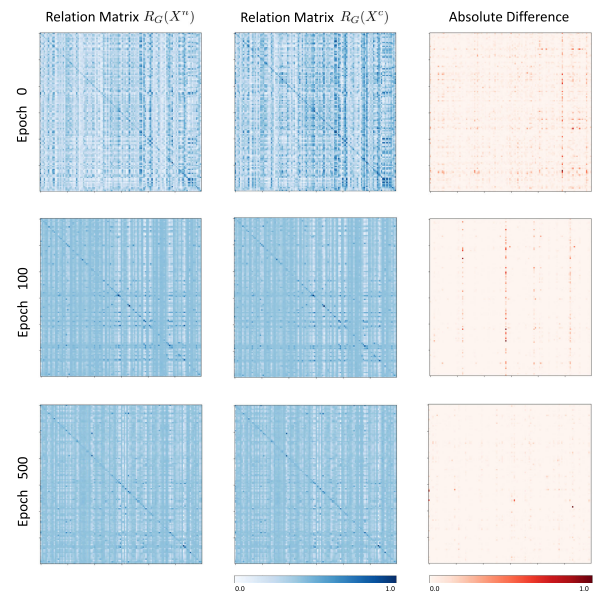 Relation Matrix $R_G(X^n)$ Relation Matrix $R_G(X^c)$ Absolute Difference
Epoch 0
Epoch 100
Epoch 500
0.0 1.0 0.0 1.0